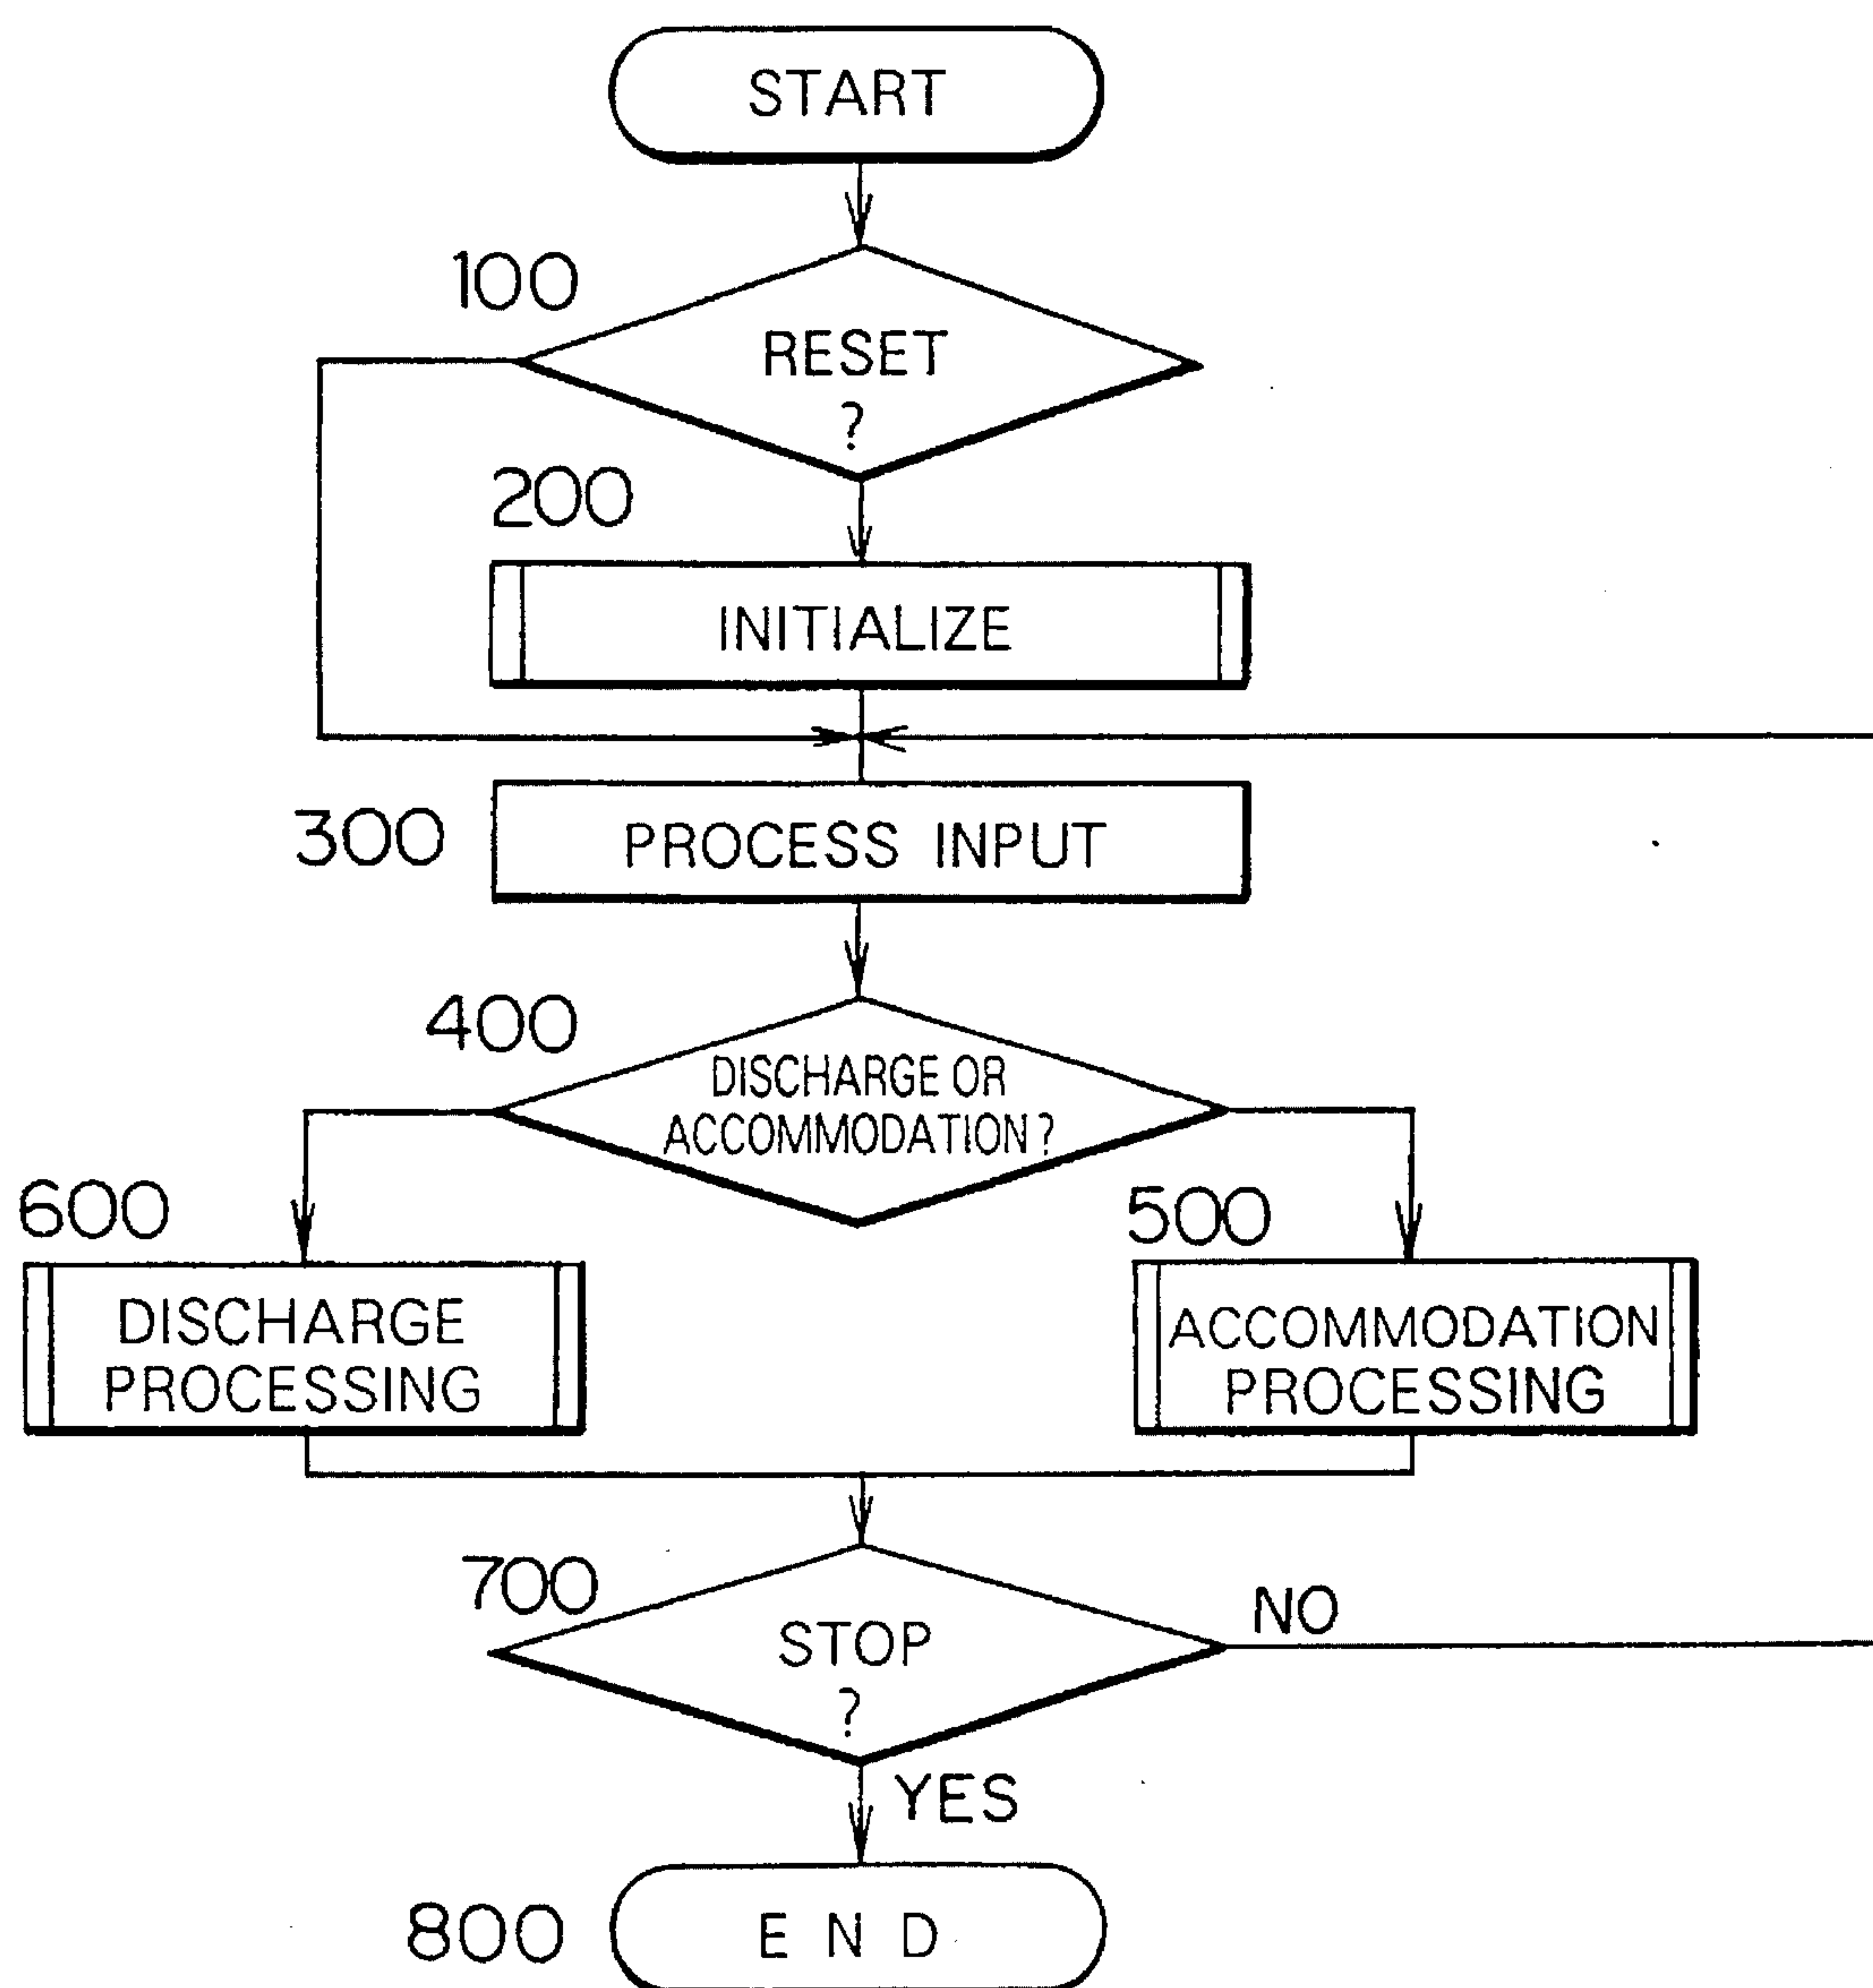 START
100
RESET
?
200
INITIALIZE
300
PROCESS INPUT
400
DISCHARGE OR
ACCOMMODATION?
600
500
DISCHARGE
PROCESSING
ACCOMMODATION
PROCESSING
700
STOP
?
NO
YES
800
END